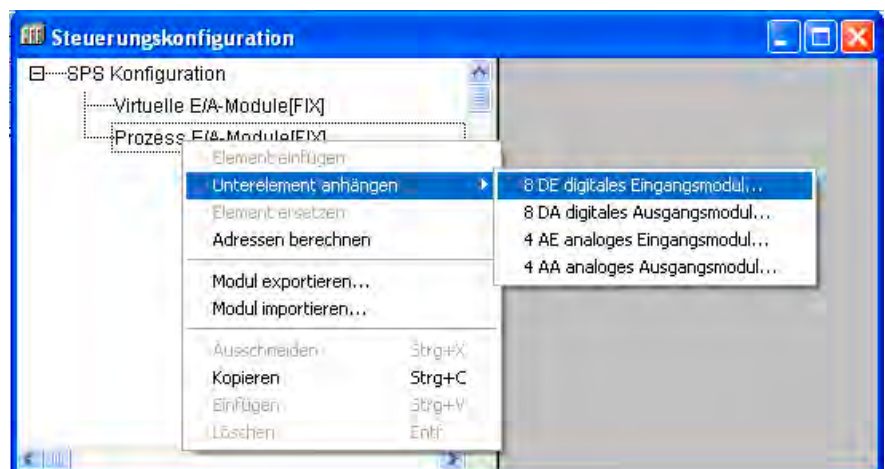 Steuerungskonfiguration
SPS Konfiguration
Virtuelle E/A-Module[FIX]
Prozess E/A-Module[FIX]
Element einfügen
Unterelement anhängen
Element ersetzen
Adressen berechnen
Modul exportieren...
Modul importieren...
Ausschneiden Strg+X
Kopieren Strg+C
Einfügen Strg+V
Löschen Entf
8 DE digitales Eingangsmodul...
8 DA digitales Ausgangsmodul...
4 AE analoges Eingangsmodul...
4 AA analoges Ausgangsmodul...